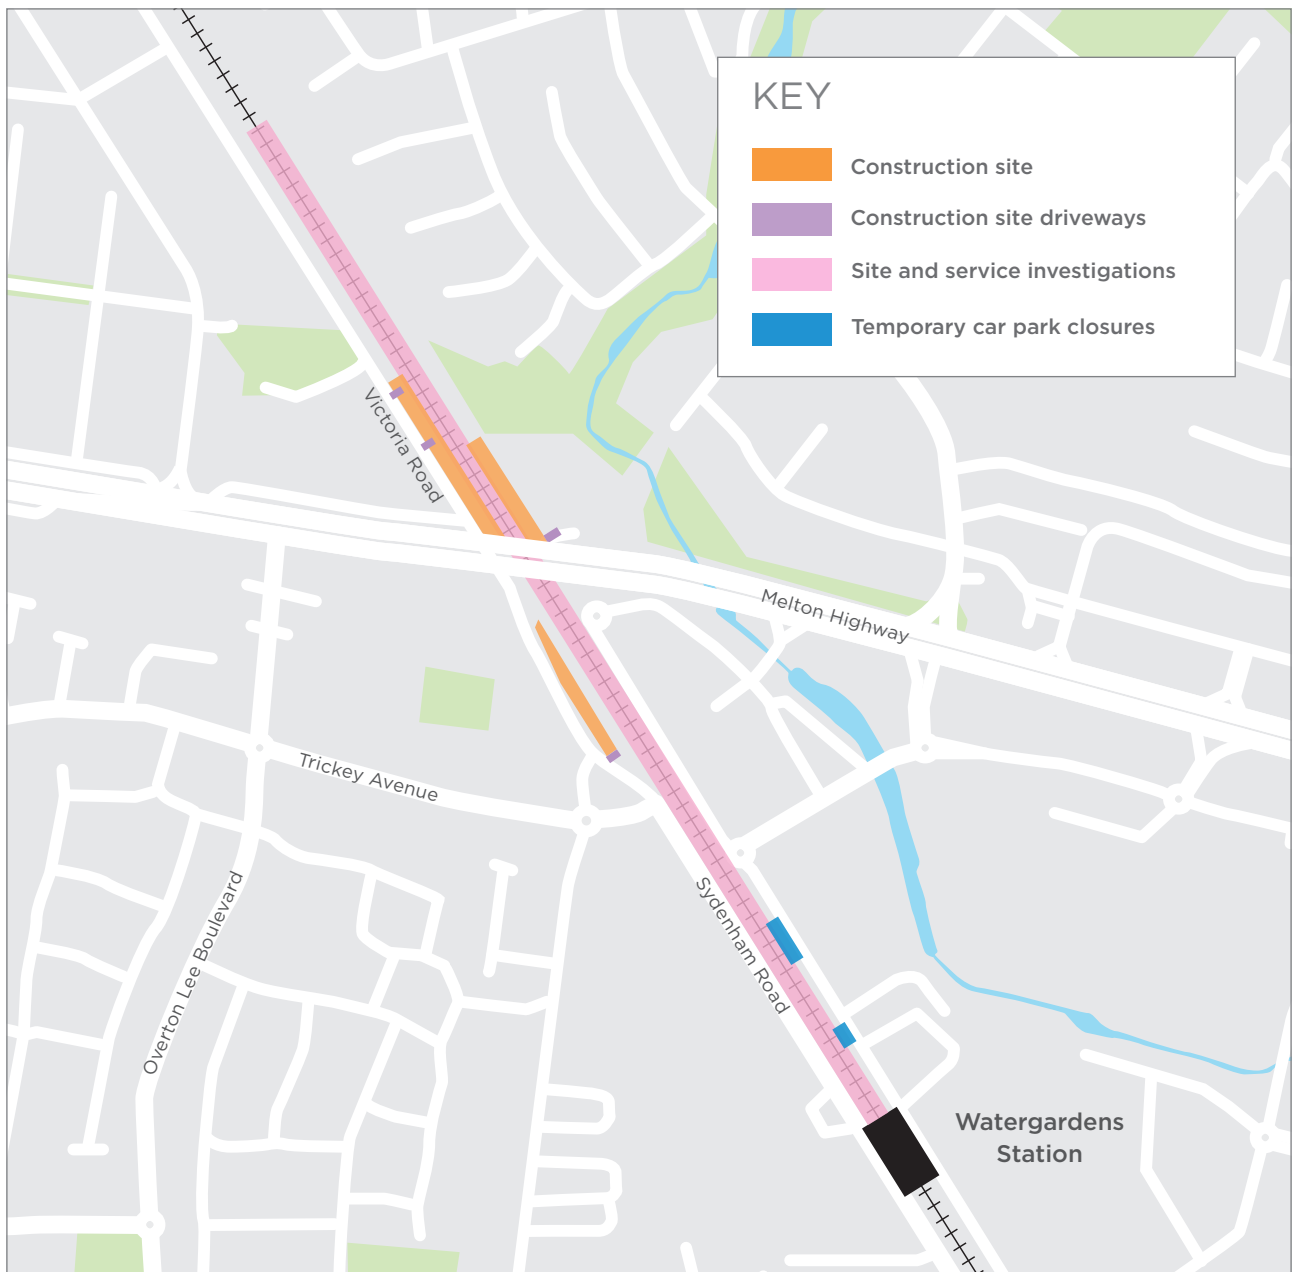 KEY
Construction site
Construction site driveways
Site and service investigations
Temporary car park closures
Victoria Road
Melton Highway
Trickey Avenue
Overton Lee Boulevard
Sydenham Road
Watergardens
Station